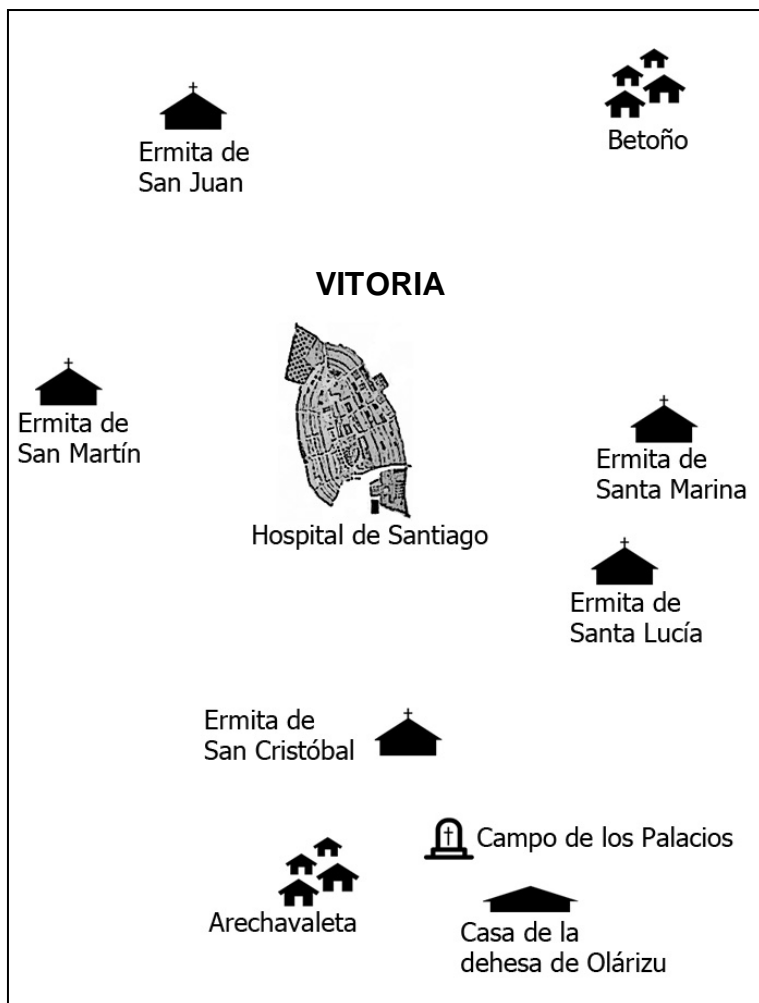 Ermita de
San Juan
Betoño
VITORIA
Ermita de
San Martín
Ermita de
Santa Marina
Hospital de Santiago
Ermita de
Santa Lucía
Ermita de
San Cristóbal
Campo de los Palacios
Arechavaleta
Casa de la
dehesa de Olárizu